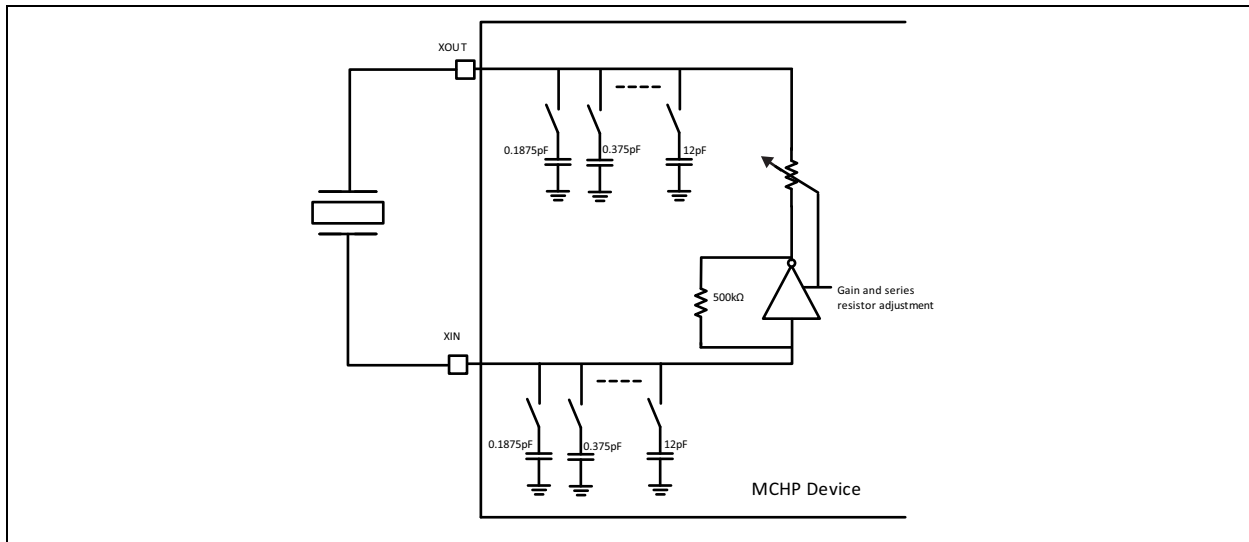 XOUT
0.1875pF
0.375pF
12pF
500kΩ
Gain and series
resistor adjustment
XIN
0.1875pF
0.375pF
12pF
MCHP Device